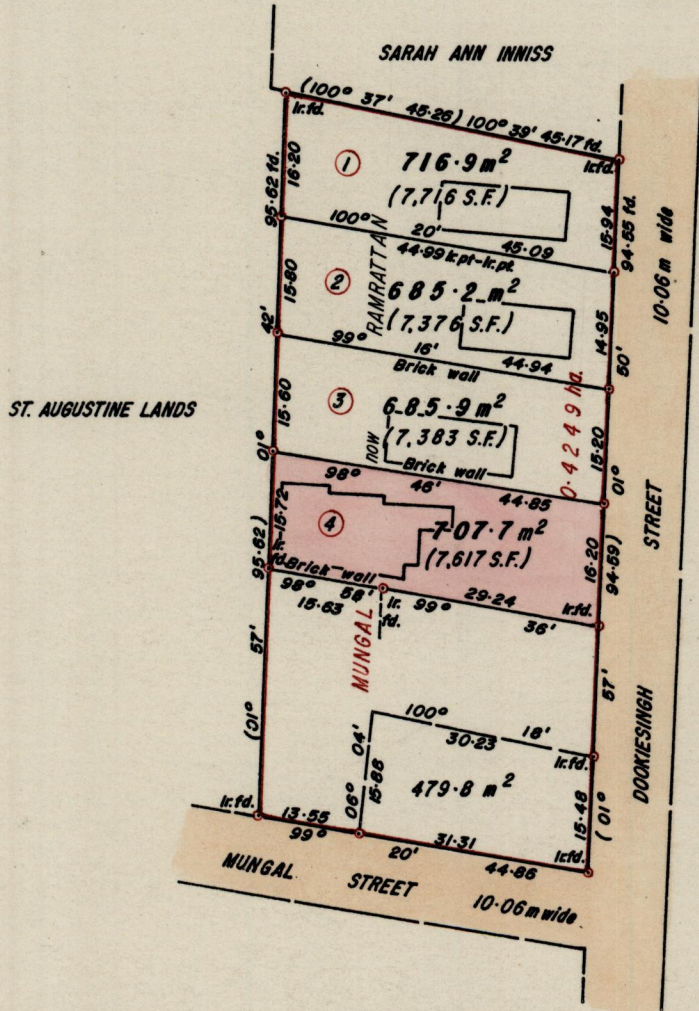 SARAH ANN INNISS
(100° 37' 45·26) 100° 39' 45·17 fd.
Ir.fd.
Ir.fd.
95·62 fd.
16·20
1
716·9 m²
(7,716 S.F.)
15·94
94·55 fd.
10·06 m wide
100° 20' 45·09
44·99 Ir.pt-Ir.pt.
RAMRATTAN
15·80
2
685·2 m²
(7,376 S.F.)
14·95
42'
99° 16' 44·94
Brick wall
50'
ST. AUGUSTINE LANDS
15·60
3
685·9 m²
(7,383 S.F.)
now
0·4249 ha.
15·20
Brick wall
01°
98° 46' 44·85
01°
STREET
Ir.
15·72
4
707·7 m²
(7,617 S.F.)
16·20
94·59)
95·62)
fd.
Brick wall
98° 58'
15·63
Ir.
fd.
99° 29·24 36'
Ir.fd.
MUNGAL
57'
57'
100° 30·23 18'
DOOKIESINGH
(01°
04'
Ir.fd.
15·88
06°
479·8 m²
15·48
(01°
Ir.fd.
13·55
99° 20'
31·31
44·86
Ir.fd.
MUNGAL STREET
10·06 m wide